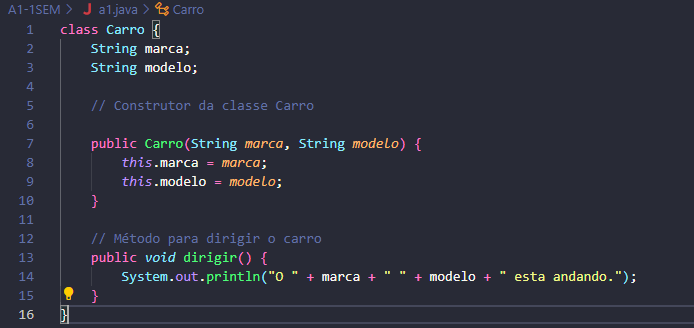 A1-1SEM > J a1.java > Carro
1 class Carro {
2 String marca;
3 String modelo;
4
5 // Construtor da classe Carro
6
7 public Carro(String marca, String modelo) {
8 this.marca = marca;
9 this.modelo = modelo;
10 }
11
12 // Método para dirigir o carro
13 public void dirigir() {
14 System.out.println("O " + marca + " " + modelo + " esta andando.");
15 }
16 }